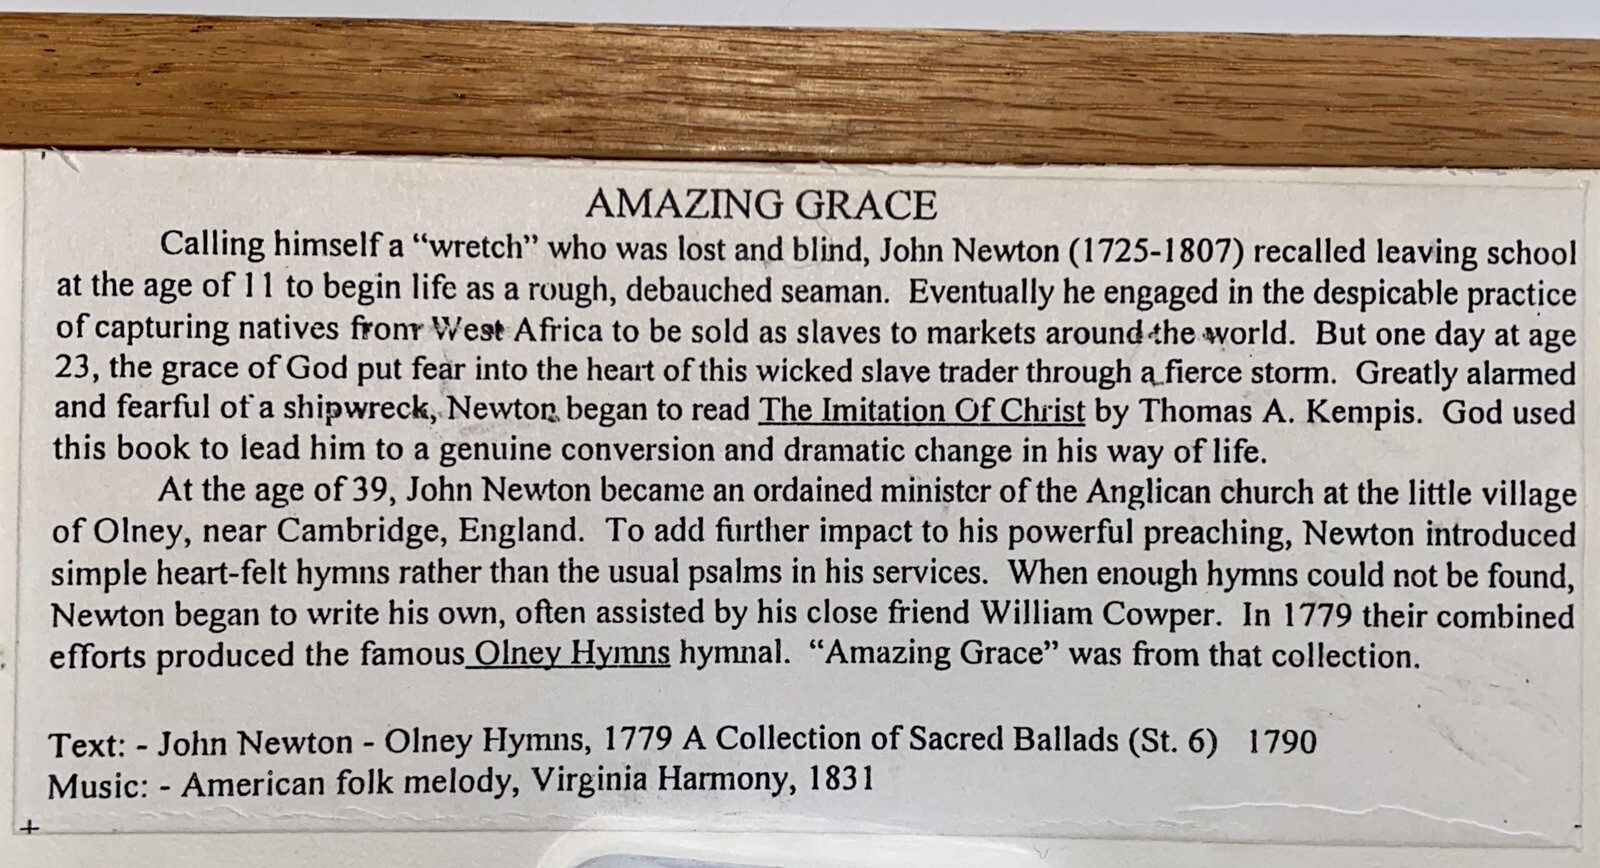 AMAZING GRACE
Calling himself a “wretch” who was lost and blind, John Newton (1725-1807) recalled leaving school
at the age of 11 to begin life as a rough, debauched seaman. Eventually he engaged in the despicable practice
of capturing natives from West Africa to be sold as slaves to markets around the world. But one day at age
23, the grace of God put fear into the heart of this wicked slave trader through a fierce storm. Greatly alarmed
and fearful of a shipwreck, Newton began to read The Imitation Of Christ by Thomas A. Kempis. God used
this book to lead him to a genuine conversion and dramatic change in his way of life.
At the age of 39, John Newton became an ordained minister of the Anglican church at the little village
of Olney, near Cambridge, England. To add further impact to his powerful preaching, Newton introduced
simple heart-felt hymns rather than the usual psalms in his services. When enough hymns could not be found,
Newton began to write his own, often assisted by his close friend William Cowper. In 1779 their combined
efforts produced the famous Olney Hymns hymnal. “Amazing Grace” was from that collection.
Text: - John Newton - Olney Hymns, 1779 A Collection of Sacred Ballads (St. 6) 1790
Music: - American folk melody, Virginia Harmony, 1831